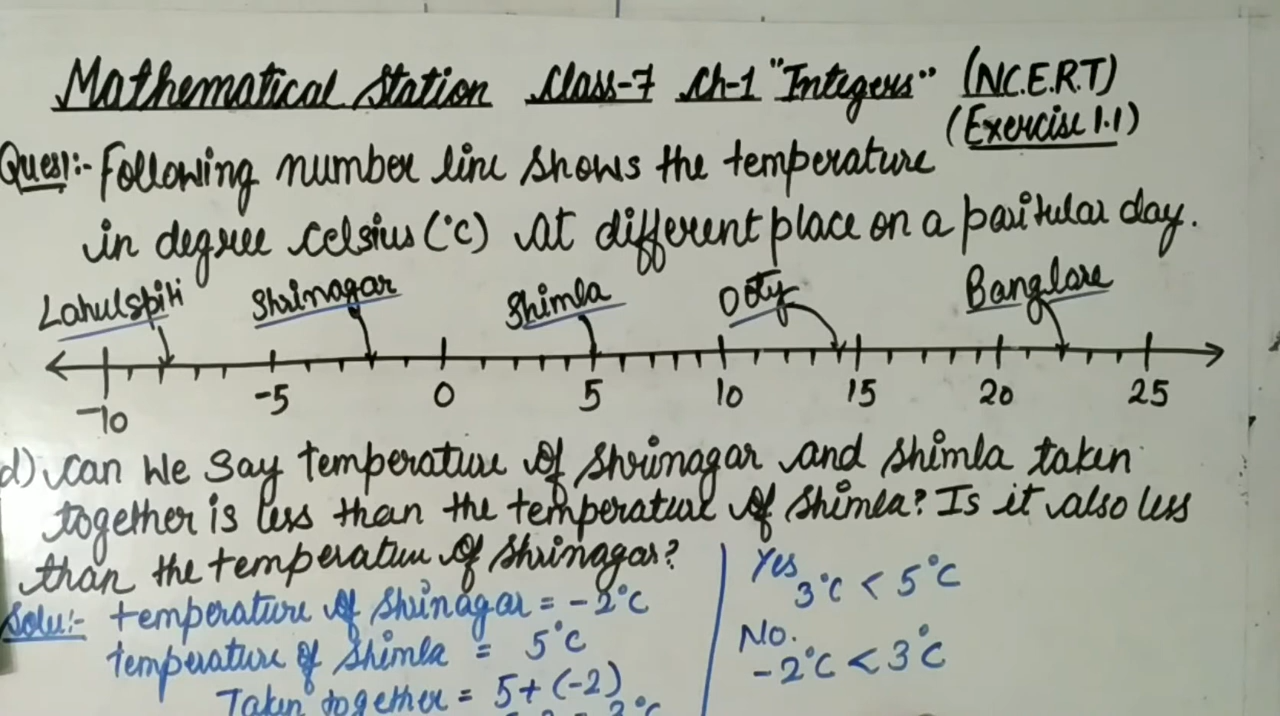 Mathematical Station Class-7 Ch-1 "Integers" (N.C.E.R.T)
(Exercise 1.1)
Ques1:- Following number line shows the temperature
in degree celsius (°C) at different place on a paritular day.
Lahulspiti Shrinagar Shimla Ooty Banglore
-10 -5 0 5 10 15 20 25
d) Can We Say temperature of Shrinagar and Shimla taken
together is less than the temperature of Shimla? Is it also less
than the temperature of Shrinagar?
Solu:- temperature of Shrinagar = -2°C
temperature of Shimla = 5°C
Taken together = 5+(-2)
Yes
3°C < 5°C
No.
-2°C < 3°C